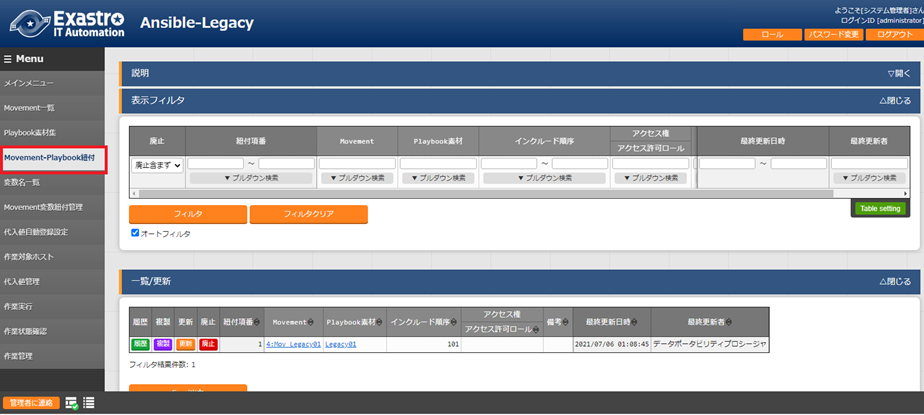 Exastro
IT Automation
Ansible-Legacy
ようこそ[システム管理者]さん
ログインID [administrator]
ロール
パスワード変更
ログアウト
Menu
メインメニュー
Movement一覧
Playbook素材集
Movement-Playbook紐付
変数名一覧
Movement変数紐付管理
代入値自動登録設定
作業対象ホスト
代入値管理
作業実行
作業状態確認
作業管理
説明
▽開く
表示フィルタ
△閉じる
廃止
紐付項番
Movement
Playbook素材
インクルード順序
アクセス権
アクセス許可ロール
最終更新日時
最終更新者
廃止含まず
～
～
～
▼ プルダウン検索
▼ プルダウン検索
▼ プルダウン検索
▼ プルダウン検索
▼ プルダウン検索
▼ プルダウン検索
フィルタ
フィルタクリア
Table setting
オートフィルタ
一覧/更新
△閉じる
履歴
複製
更新
廃止
紐付項番
Movement
Playbook素材
インクルード順序
アクセス権
アクセス許可ロール
備考
最終更新日時
最終更新者
履歴
複製
更新
廃止
1
4:Mov_Legacy01
Legacy01
101
2021/07/06 01:08:45
データポータビリティプロシージャ
フィルタ結果件数: 1
管理者に連絡